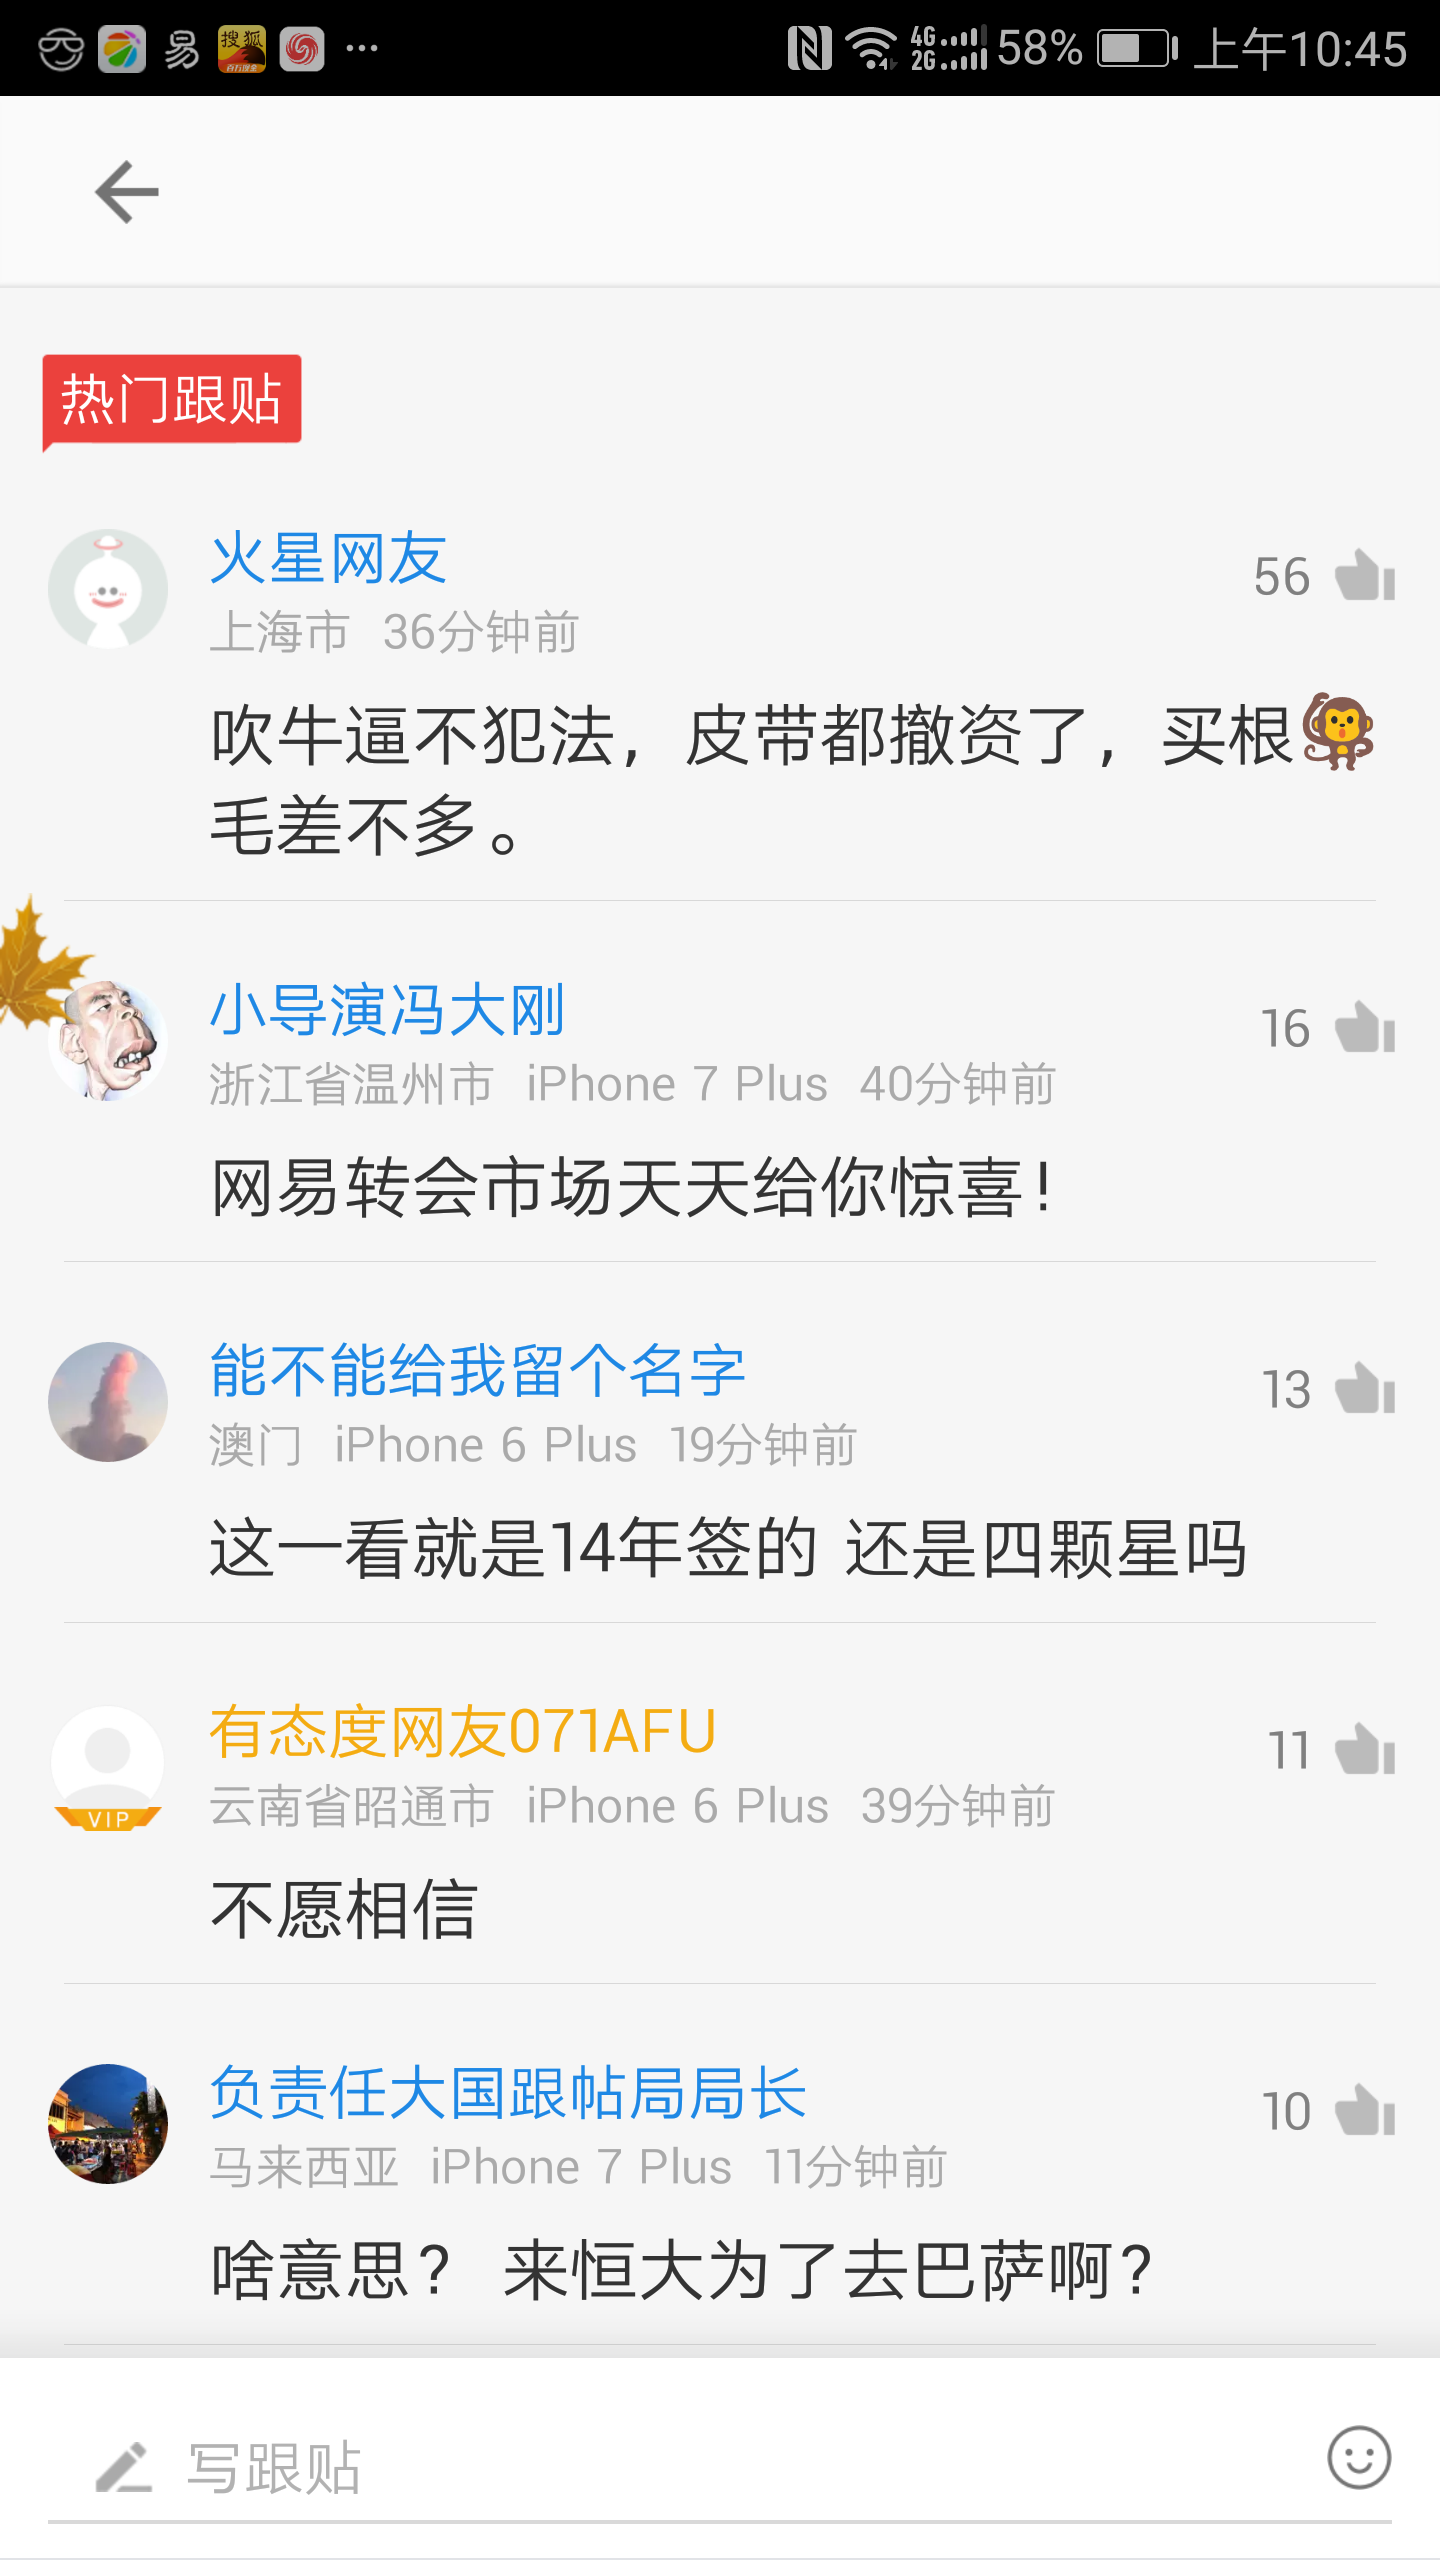 易
搜狐
百万现金
4G
2G
58%
上午10:45
热门跟贴
火星网友
56
上海市 36分钟前
吹牛逼不犯法，皮带都撤资了，买根🐒
毛差不多。
小导演冯大刚
16
浙江省温州市 iPhone 7 Plus 40分钟前
网易转会市场天天给你惊喜！
能不能给我留个名字
13
澳门 iPhone 6 Plus 19分钟前
这一看就是14年签的 还是四颗星吗
有态度网友071AFU
11
VIP
云南省昭通市 iPhone 6 Plus 39分钟前
不愿相信
负责任大国跟帖局局长
10
马来西亚 iPhone 7 Plus 11分钟前
啥意思？ 来恒大为了去巴萨啊？
写跟贴